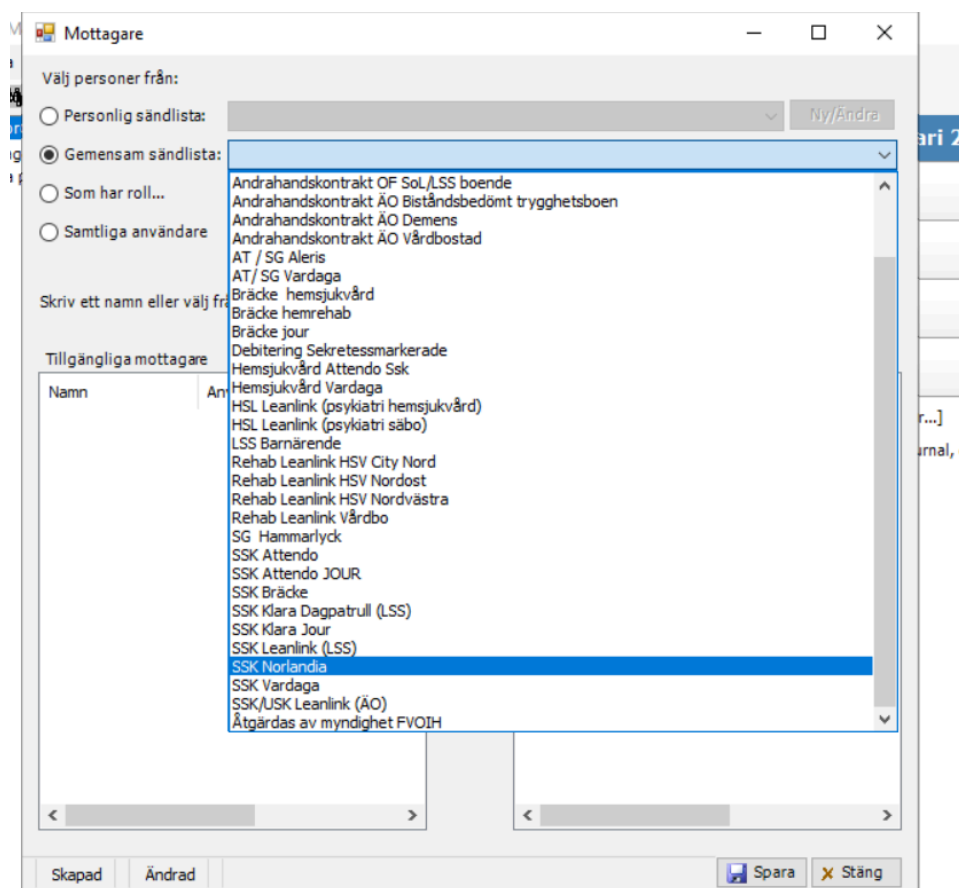 Mottagare
Välj personer från:
Personlig sändlista:
Ny/Ändra
Gemensam sändlista:
ari 2
Som har roll...
Samtliga användare
Andrahandskontrakt OF SoL/LSS boende
Andrahandskontrakt ÄO Biståndsbedömt trygghetsboen
Andrahandskontrakt ÄO Demens
Andrahandskontrakt ÄO Vårdbostad
AT / SG Aleris
AT/ SG Vardaga
Bräcke  hemsjukvård
Bräcke hemrehab
Bräcke jour
Debitering Sekretessmarkerade
Hemsjukvård Attendo Ssk
Hemsjukvård Vardaga
HSL Leanlink (psykiatri hemsjukvård)
HSL Leanlink (psykiatri säbo)
LSS Barnärende
Rehab Leanlink HSV City Nord
Rehab Leanlink HSV Nordost
Rehab Leanlink HSV Nordvästra
Rehab Leanlink Vårdbo
SG  Hammarlyck
SSK Attendo
SSK Attendo JOUR
SSK Bräcke
SSK Klara Dagpatrull (LSS)
SSK Klara Jour
SSK Leanlink (LSS)
SSK Norlandia
SSK Vardaga
SSK/USK Leanlink (ÄO)
Åtgärdas av myndighet FVOIH
Skriv ett namn eller välj frå
Tillgängliga mottagare
Namn
An
r...]
urnal,
Skapad
Ändrad
Spara
Stäng